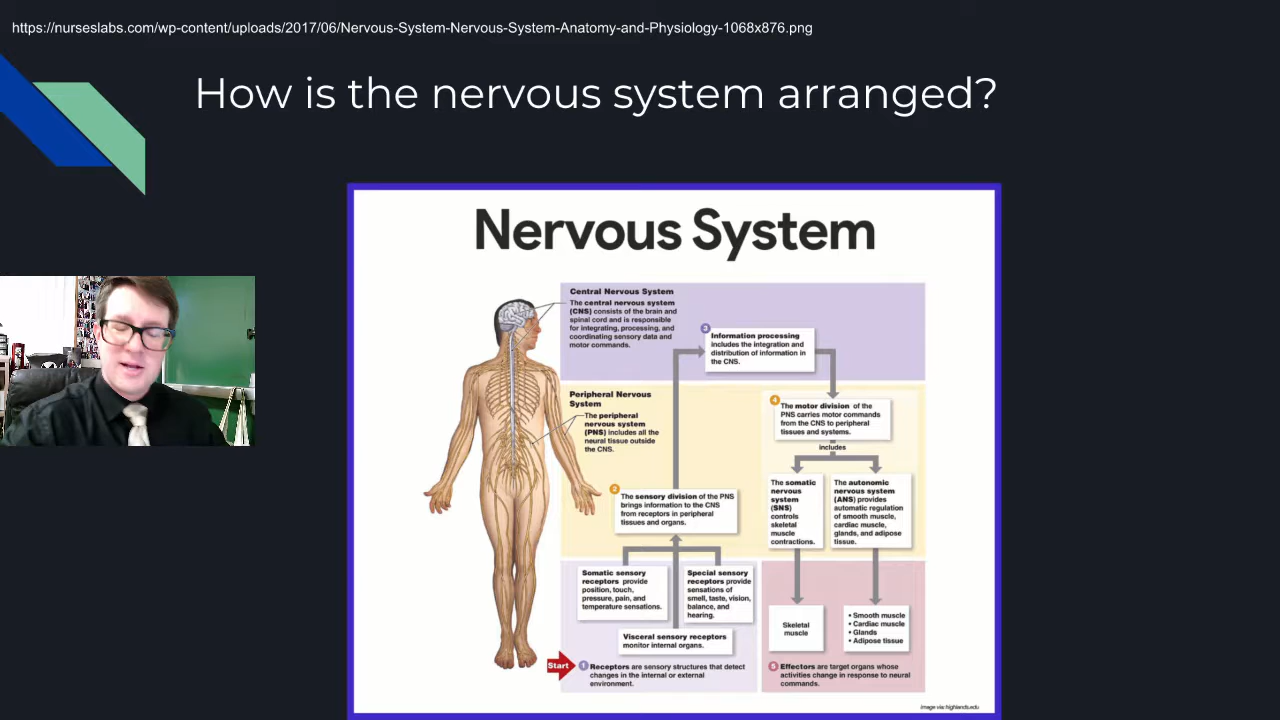 https://nurseslabs.com/wp-content/uploads/2017/06/Nervous-System-Nervous-System-Anatomy-and-Physiology-1068x876.png
How is the nervous system arranged?
Nervous System
Central Nervous System
The central nervous system
(CNS) consists of the brain and
spinal cord and is responsible
for integrating, processing, and
coordinating sensory data and
motor commands.
3
Information processing
includes the integration and
distribution of information in
the CNS.
Peripheral Nervous
System
The peripheral
nervous system
(PNS) includes all the
neural tissue outside
the CNS.
4
The motor division of the
PNS carries motor commands
from the CNS to peripheral
tissues and systems.
includes
2
The sensory division of the PNS
brings information to the CNS
from receptors in peripheral
tissues and organs.
The somatic
nervous
system
(SNS)
controls
skeletal
muscle
contractions.
The autonomic
nervous system
(ANS) provides
automatic regulation
of smooth muscle,
cardiac muscle,
glands, and adipose
tissue.
Somatic sensory
receptors provide
position, touch,
pressure, pain, and
temperature sensations.
Special sensory
receptors provide
sensations of
smell, taste, vision,
balance, and
hearing.
Visceral sensory receptors
monitor internal organs.
Skeletal
muscle
• Smooth muscle
• Cardiac muscle
• Glands
• Adipose tissue
Start
1 Receptors are sensory structures that detect
changes in the internal or external
environment.
5 Effectors are target organs whose
activities change in response to neural
commands.
image via: highlands.edu